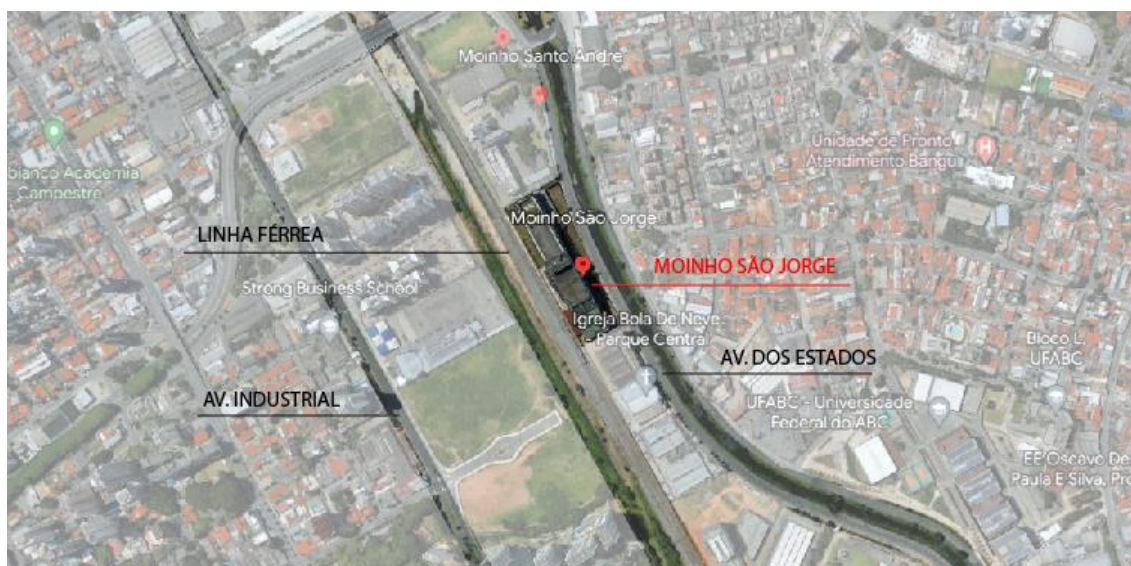 Moinho Santo André
Unidade de Pronto
Atendimento Bangu
bianco Academia
Campestre
Moinho São Jorge
LINHA FÉRREA
MOINHO SÃO JORGE
Strong Business School
Igreja Bola De Neve
- Parque Central
Bloco L
UFABC
AV. DOS ESTADOS
AV. INDUSTRIAL
UFABC - Universidade
Federal do ABC
EE Oscavo De
Paula E Silva, Pro